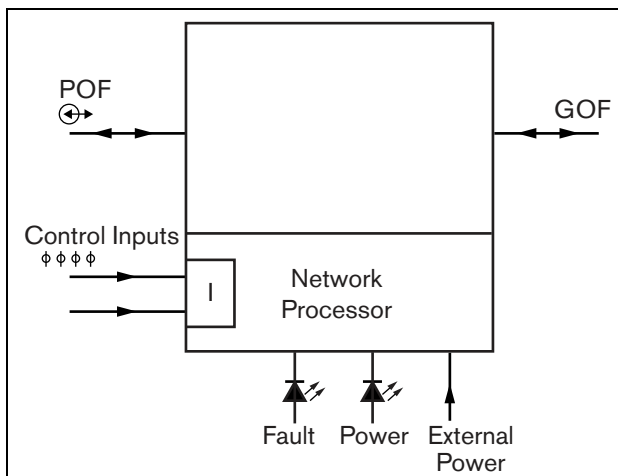 POF
GOF
Control Inputs
ϕ ϕ ϕ ϕ
I
Network
Processor
Fault
Power
External
Power